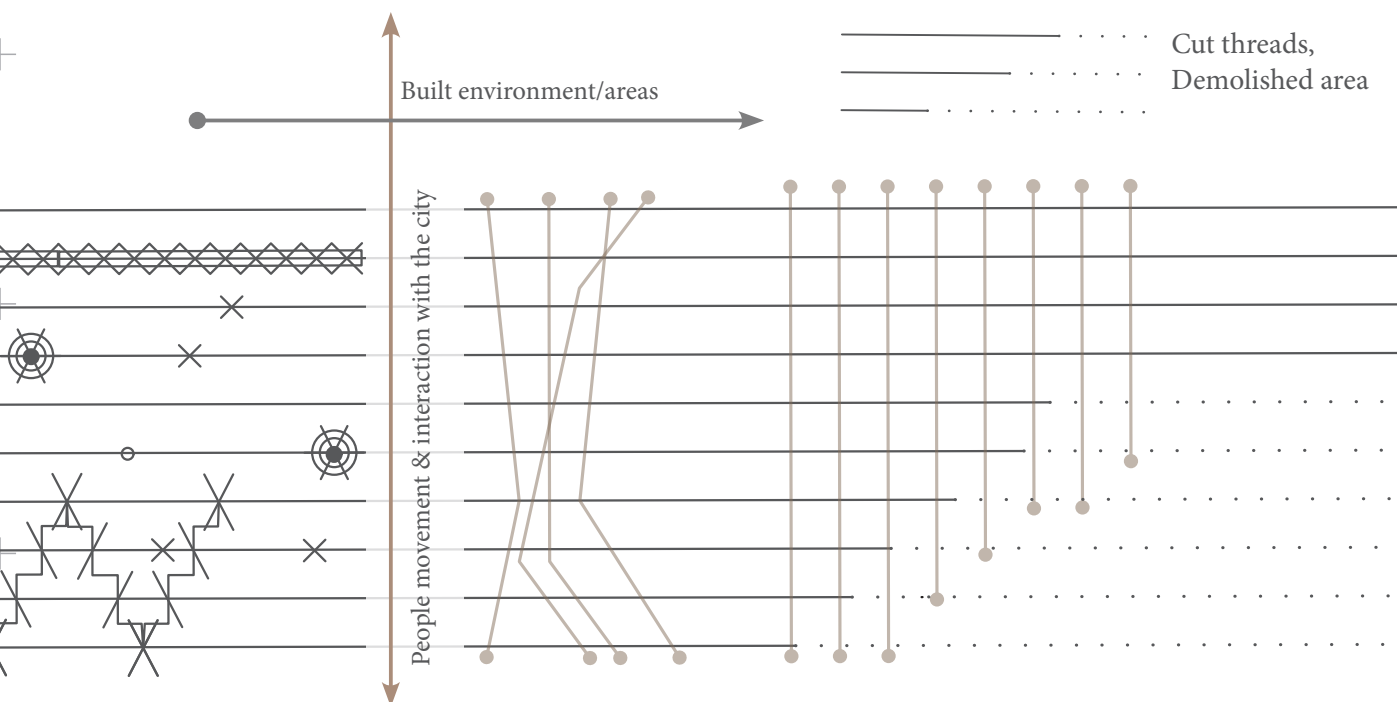 Cut threads,
Demolished area
Built environment/areas
People movement & interaction with the city